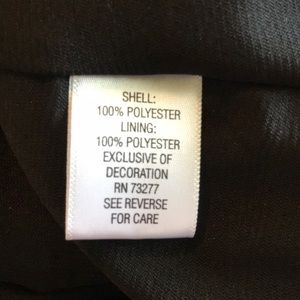 SHELL:
100% POLYESTER
LINING:
100% POLYESTER
EXCLUSIVE OF
DECORATION
RN 73277
SEE REVERSE
FOR CARE